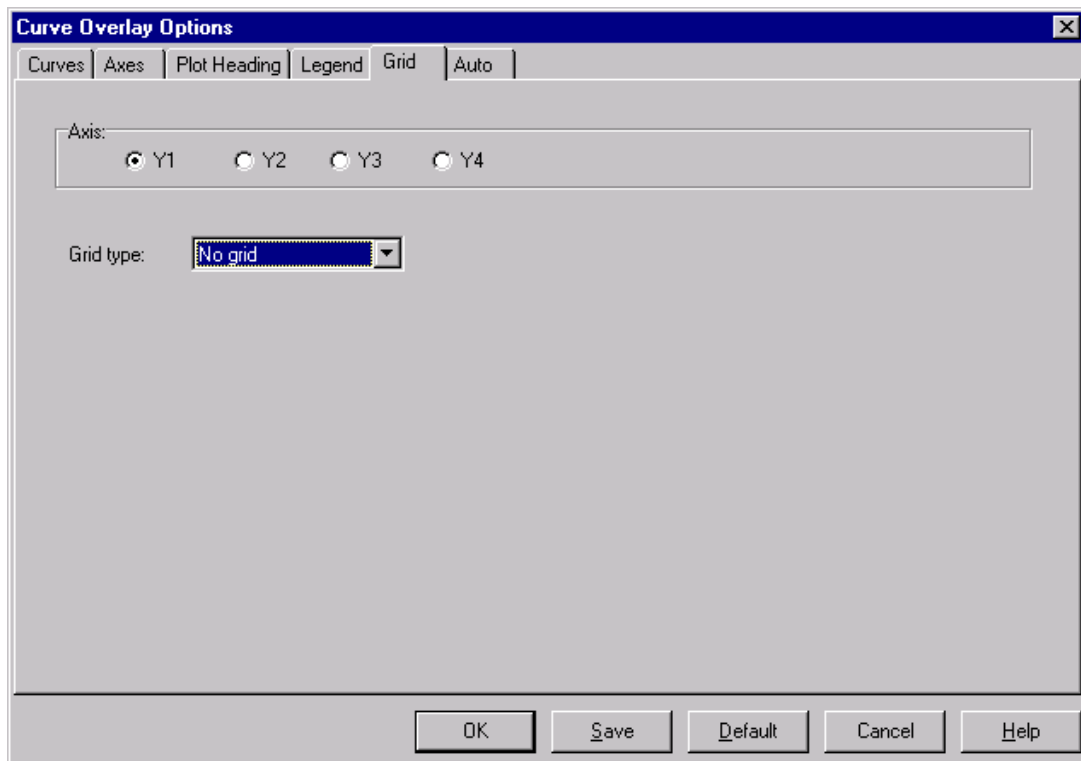 Curve Overlay Options
Curves Axes Plot Heading Legend Grid Auto
Axis:
Y1 Y2 Y3 Y4
Grid type: No grid
OK Save Default Cancel Help